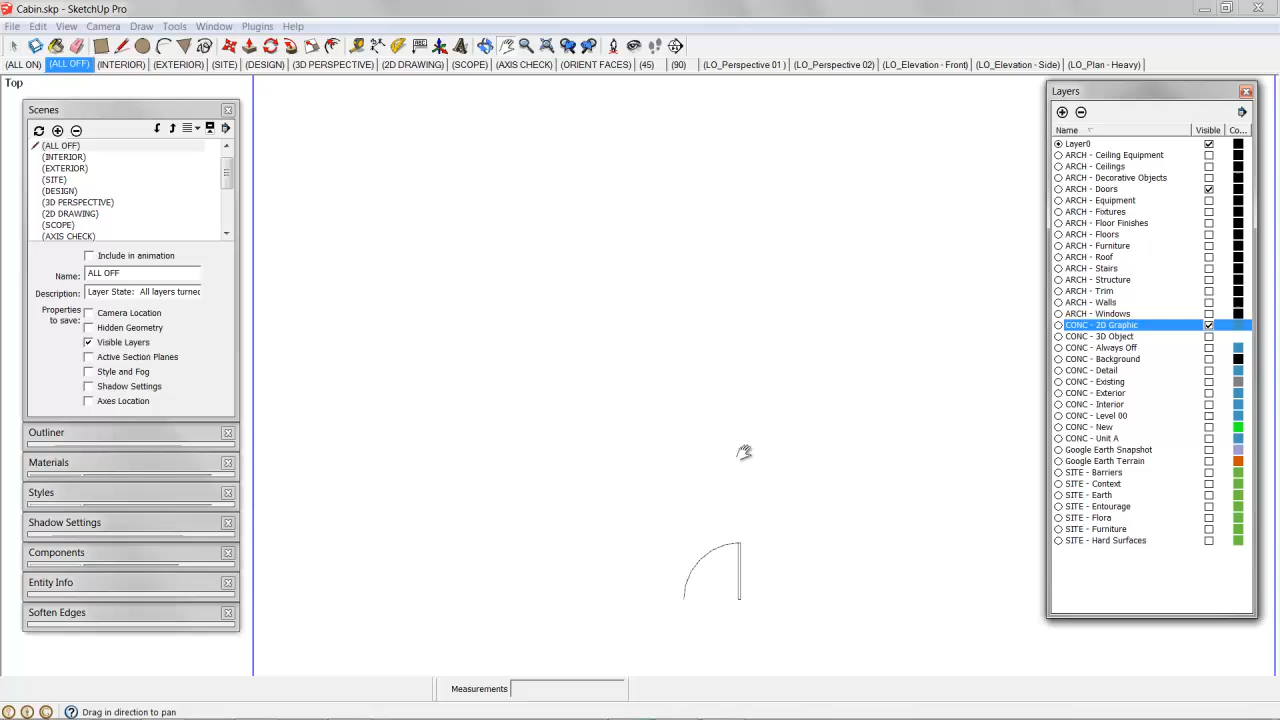 Cabin.skp - SketchUp Pro
File Edit View Camera Draw Tools Window Plugins Help
(ALL ON) (ALL OFF) (INTERIOR) (EXTERIOR) (SITE) (DESIGN) (3D PERSPECTIVE) (2D DRAWING) (SCOPE) (AXIS CHECK) (ORIENT FACES) (45) (90) (LO_Perspective 01 ) (LO_Perspective 02) (LO_Elevation - Front) (LO_Elevation - Side) (LO_Plan - Heavy)
Top
Scenes
(ALL OFF)
(INTERIOR)
(EXTERIOR)
(SITE)
(DESIGN)
(3D PERSPECTIVE)
(2D DRAWING)
(SCOPE)
(AXIS CHECK)
Include in animation
Name: ALL OFF
Description: Layer State: All layers turned
Properties to save:
Camera Location
Hidden Geometry
Visible Layers
Active Section Planes
Style and Fog
Shadow Settings
Axes Location
Outliner
Materials
Styles
Shadow Settings
Components
Entity Info
Soften Edges
Layers
Name Visible Co...
Layer0
ARCH - Ceiling Equipment
ARCH - Ceilings
ARCH - Decorative Objects
ARCH - Doors
ARCH - Equipment
ARCH - Fixtures
ARCH - Floor Finishes
ARCH - Floors
ARCH - Furniture
ARCH - Roof
ARCH - Stairs
ARCH - Structure
ARCH - Trim
ARCH - Walls
ARCH - Windows
CONC - 2D Graphic
CONC - 3D Object
CONC - Always Off
CONC - Background
CONC - Detail
CONC - Existing
CONC - Exterior
CONC - Interior
CONC - Level 00
CONC - New
CONC - Unit A
Google Earth Snapshot
Google Earth Terrain
SITE - Barriers
SITE - Context
SITE - Earth
SITE - Entourage
SITE - Flora
SITE - Furniture
SITE - Hard Surfaces
Measurements
Drag in direction to pan